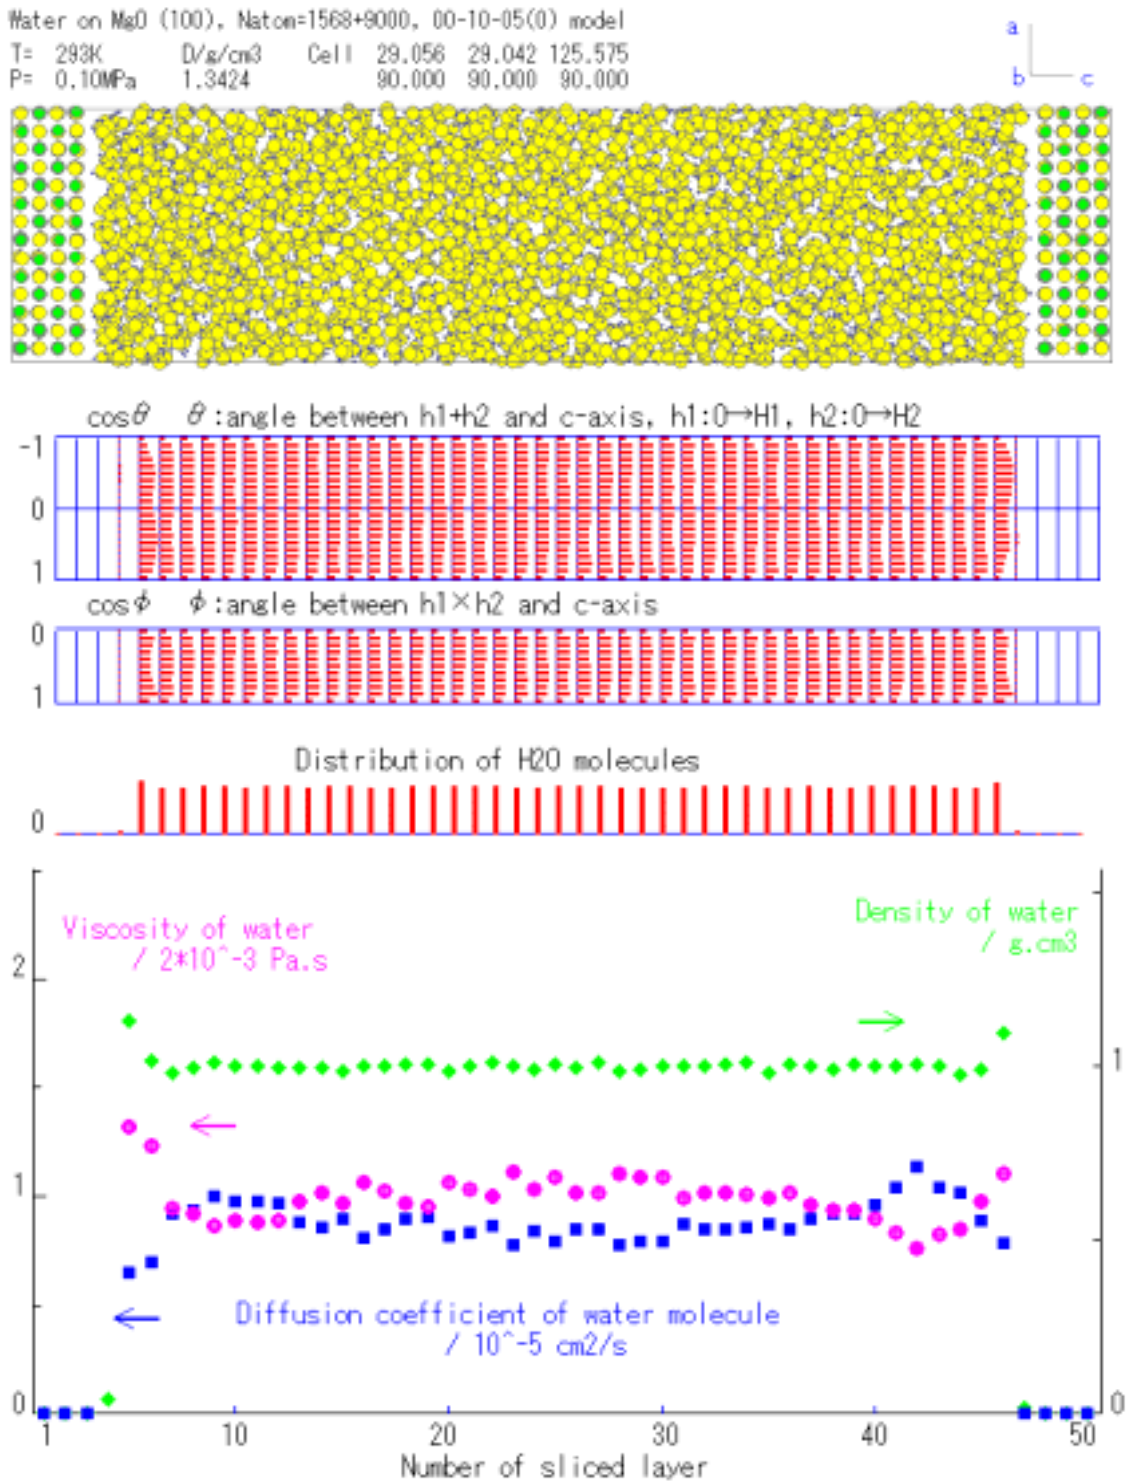 Water on MgO (100), Natom=1568+9000, 00-10-05(0) model
T= 293K D/g/cm3 Cell 29.056 29.042 125.575
P= 0.10MPa 1.3424 90.000 90.000 90.000
a
b c
cosθ θ:angle between h1+h2 and c-axis, h1:O→H1, h2:O→H2
-1
0
1
cosφ φ:angle between h1×h2 and c-axis
0
1
Distribution of H2O molecules
0
Viscosity of water
/ 2*10^-3 Pa.s
Density of water
/ g.cm3
2
1
0
1
0
Diffusion coefficient of water molecule
/ 10^-5 cm2/s
1 10 20 30 40 50
Number of sliced layer